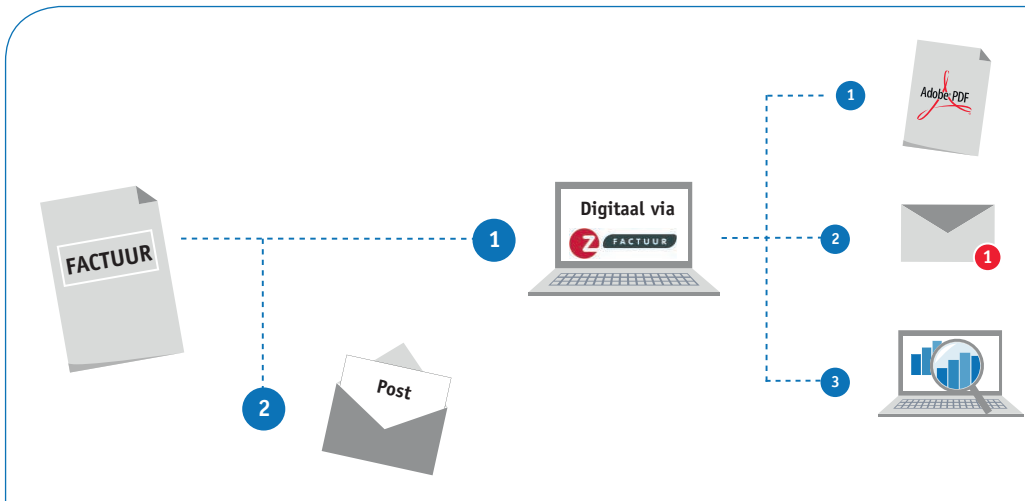 FACTUUR
1
2
Post
Digitaal via
Z FACTUUR
1
Adobe PDF
2
1
3